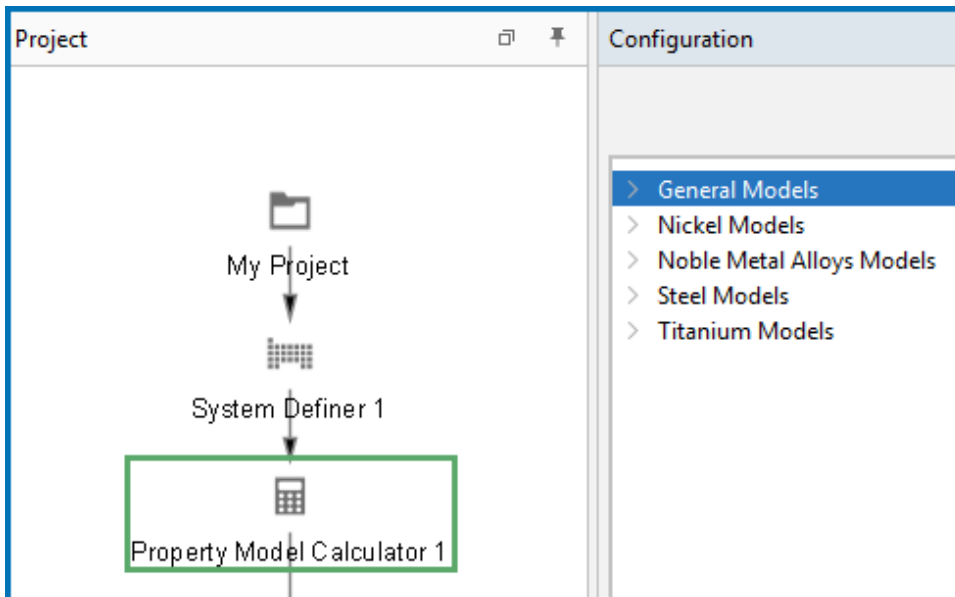 Project
Configuration
My Project
System Definer 1
Property Model Calculator 1
General Models
Nickel Models
Noble Metal Alloys Models
Steel Models
Titanium Models